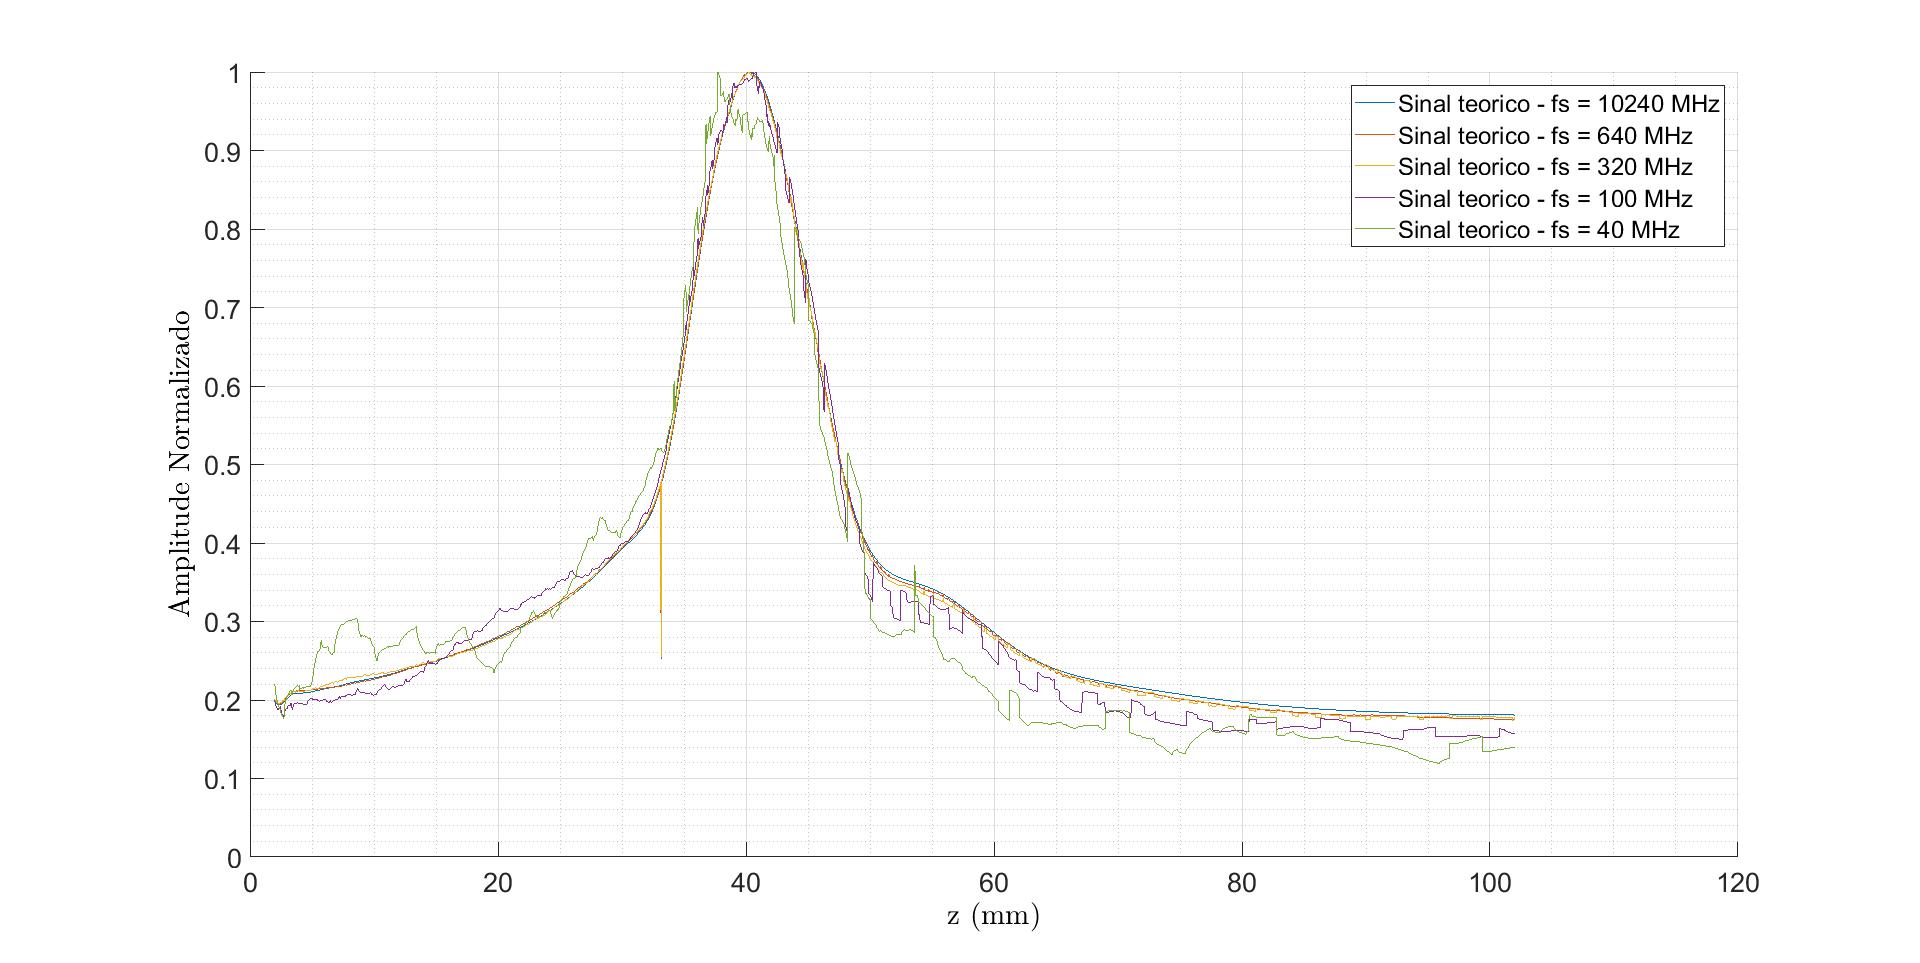 Sinal teorico - fs = 10240 MHz
Sinal teorico - fs = 640 MHz
Sinal teorico - fs = 320 MHz
Sinal teorico - fs = 100 MHz
Sinal teorico - fs = 40 MHz
Amplitude Normalizado
1
0.9
0.8
0.7
0.6
0.5
0.4
0.3
0.2
0.1
0
0 20 40 60 80 100 120
z (mm)